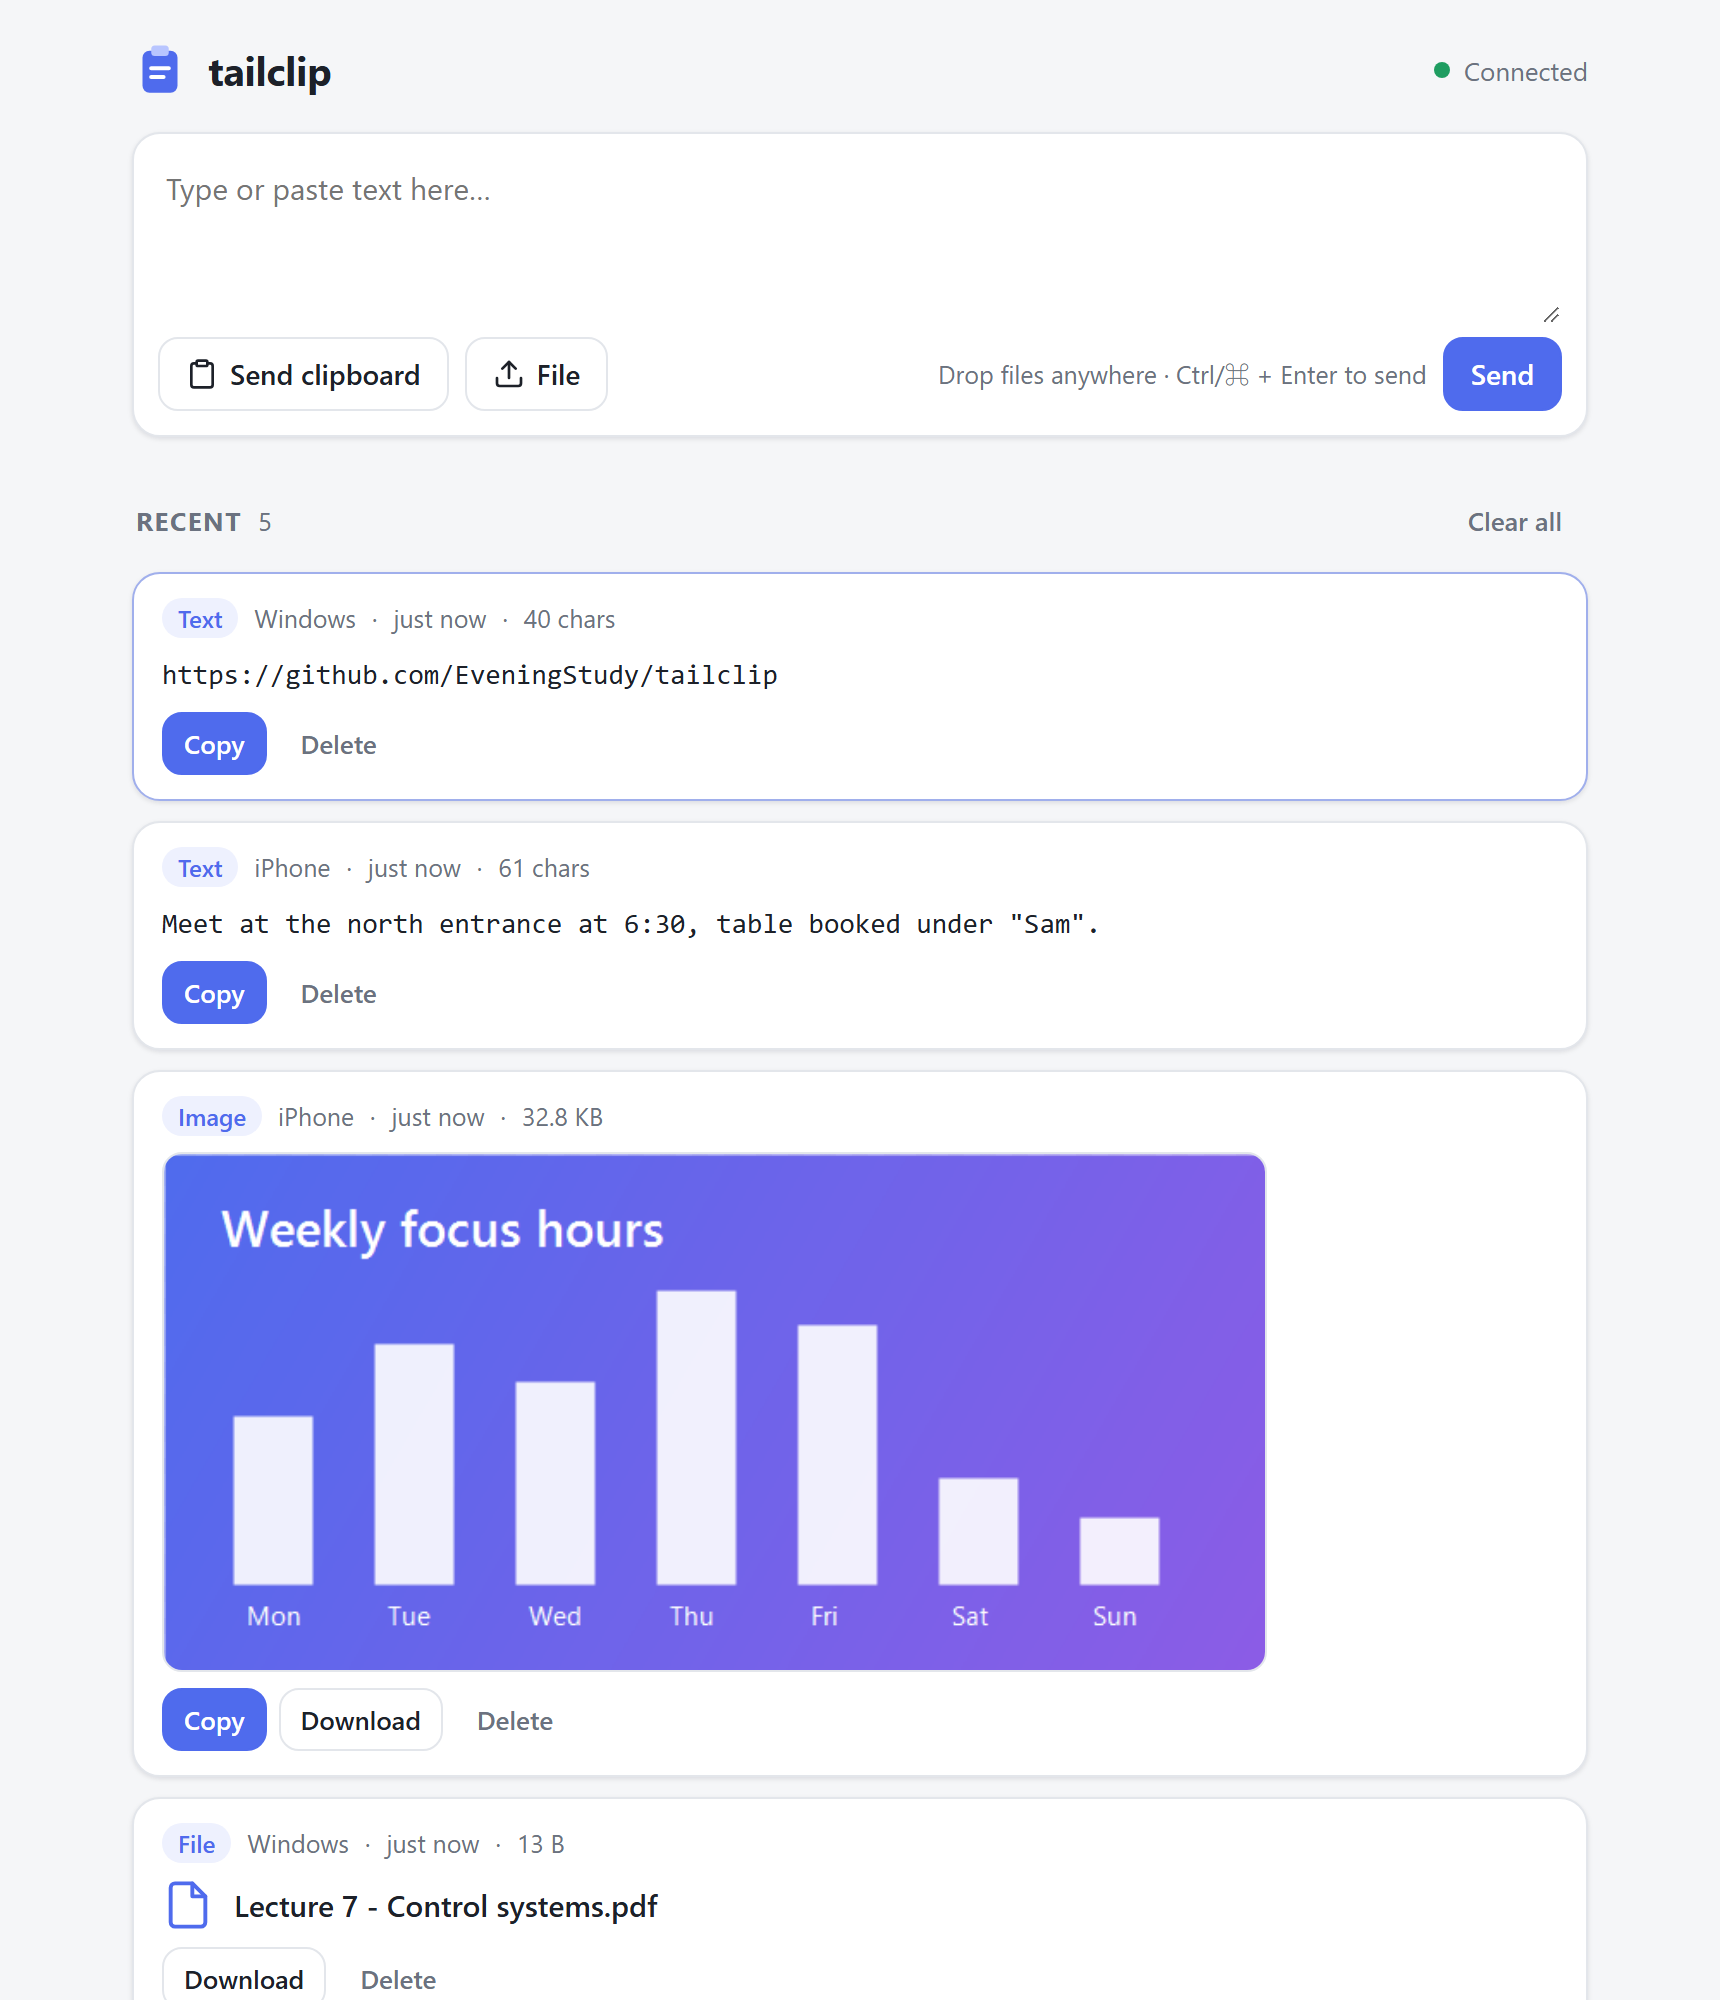 tailclip
Connected
Type or paste text here...
Send clipboard
File
Drop files anywhere · Ctrl/⌘ + Enter to send
Send
RECENT 5
Clear all
Text Windows · just now · 40 chars
https://github.com/EveningStudy/tailclip
Copy Delete
Text iPhone · just now · 61 chars
Meet at the north entrance at 6:30, table booked under "Sam".
Copy Delete
Image iPhone · just now · 32.8 KB
Weekly focus hours
Mon Tue Wed Thu Fri Sat Sun
Copy Download Delete
File Windows · just now · 13 B
Lecture 7 - Control systems.pdf
Download Delete